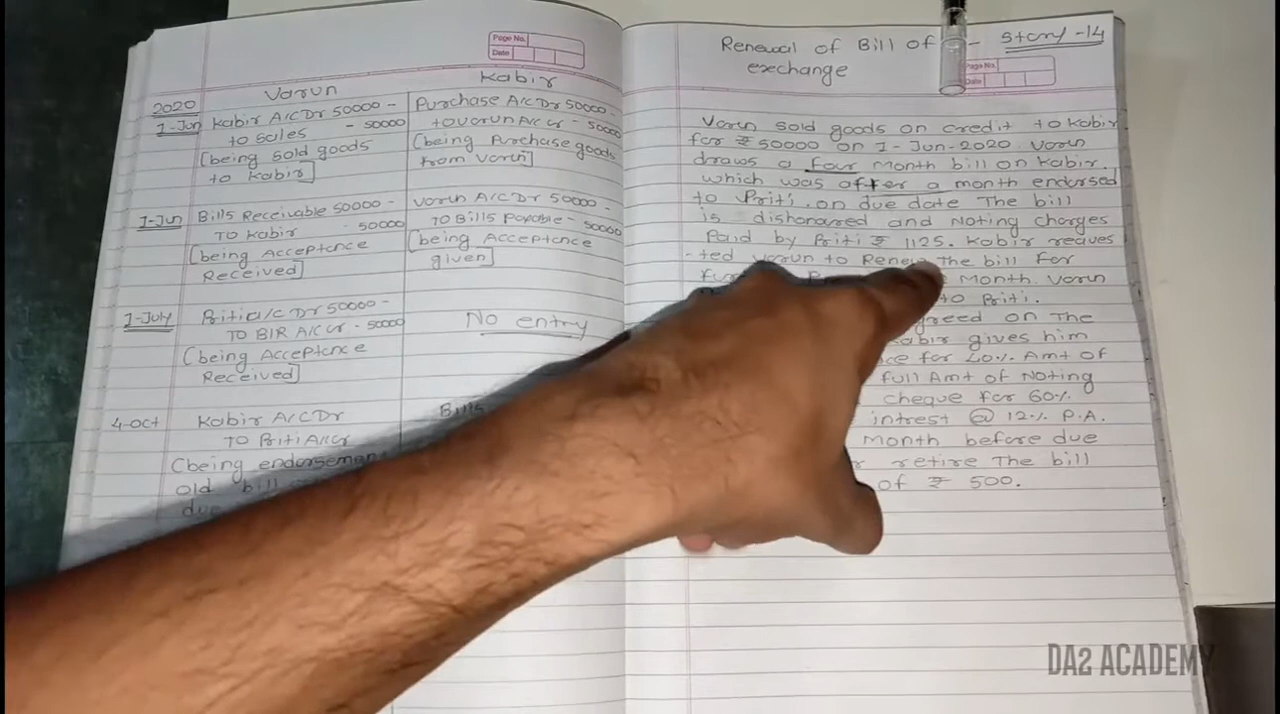 Page No.
Date
Varun
Kabir
2020
1-Jun Kabir A/C Dr 50000 -
to Sales - 50000
[being sold goods
to Kabir]
Purchase A/C Dr 50000 -
to Varun A/C Cr - 50000
[being Purchase goods
from Varun]
1-Jun Bills Receivable 50000 -
TO Kabir - 50000
[being Acceptance
Received]
Varun A/C Dr 50000 -
TO Bills Payable - 50000
[being Acceptance
given]
1-July Priti a/c Dr 50000 -
TO B/R A/C Cr - 50000
(being Acceptance
Received]
No entry
4-Oct Kabir A/C Dr
TO Priti A/C Cr
Cbeing endorsement
old bill
due
Bills
Renewal of Bill of - Story -14
exchange
Page No.
Date
Varun sold goods on credit to Kabir
for ₹ 50000 on 1-Jun-2020. Varun
draws a four month bill on Kabir.
which was after a month endorsed
to Priti. on due date The bill
is dishonared and Noting charges
Paid by Priti ₹ 1125. Kabir reques
-ted varun to Renew the bill for
Month. Varun
to Priti.
greed on The
Kabir gives him
ce for 40% Amt of
full Amt of Noting
cheque for 60%
intrest @ 12% P.A.
Month before due
retire The bill
of ₹ 500.
DA2 ACADEMY